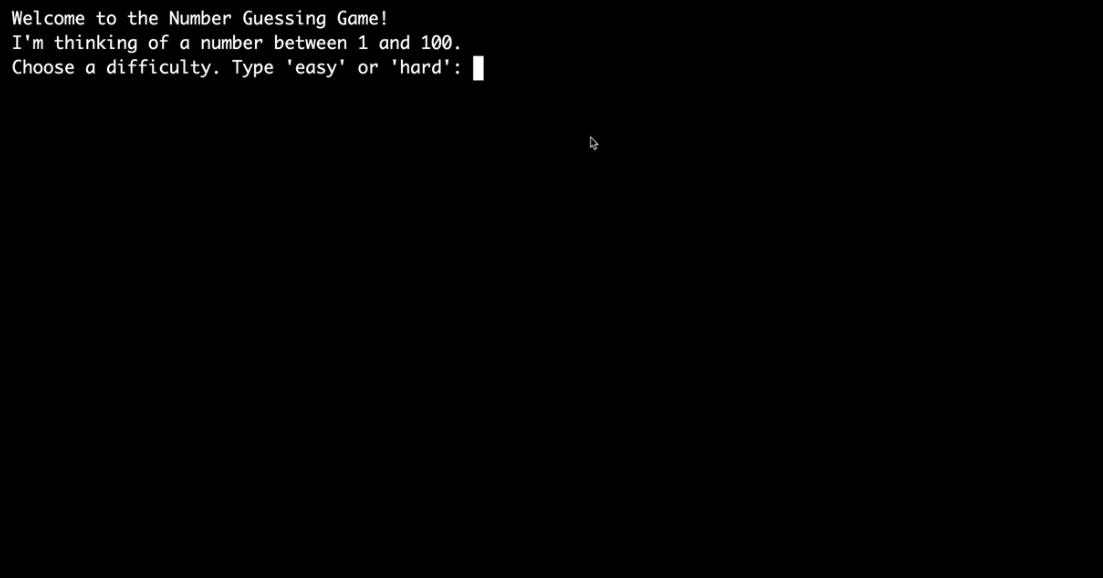 Welcome to the Number Guessing Game!
I'm thinking of a number between 1 and 100.
Choose a difficulty. Type 'easy' or 'hard':